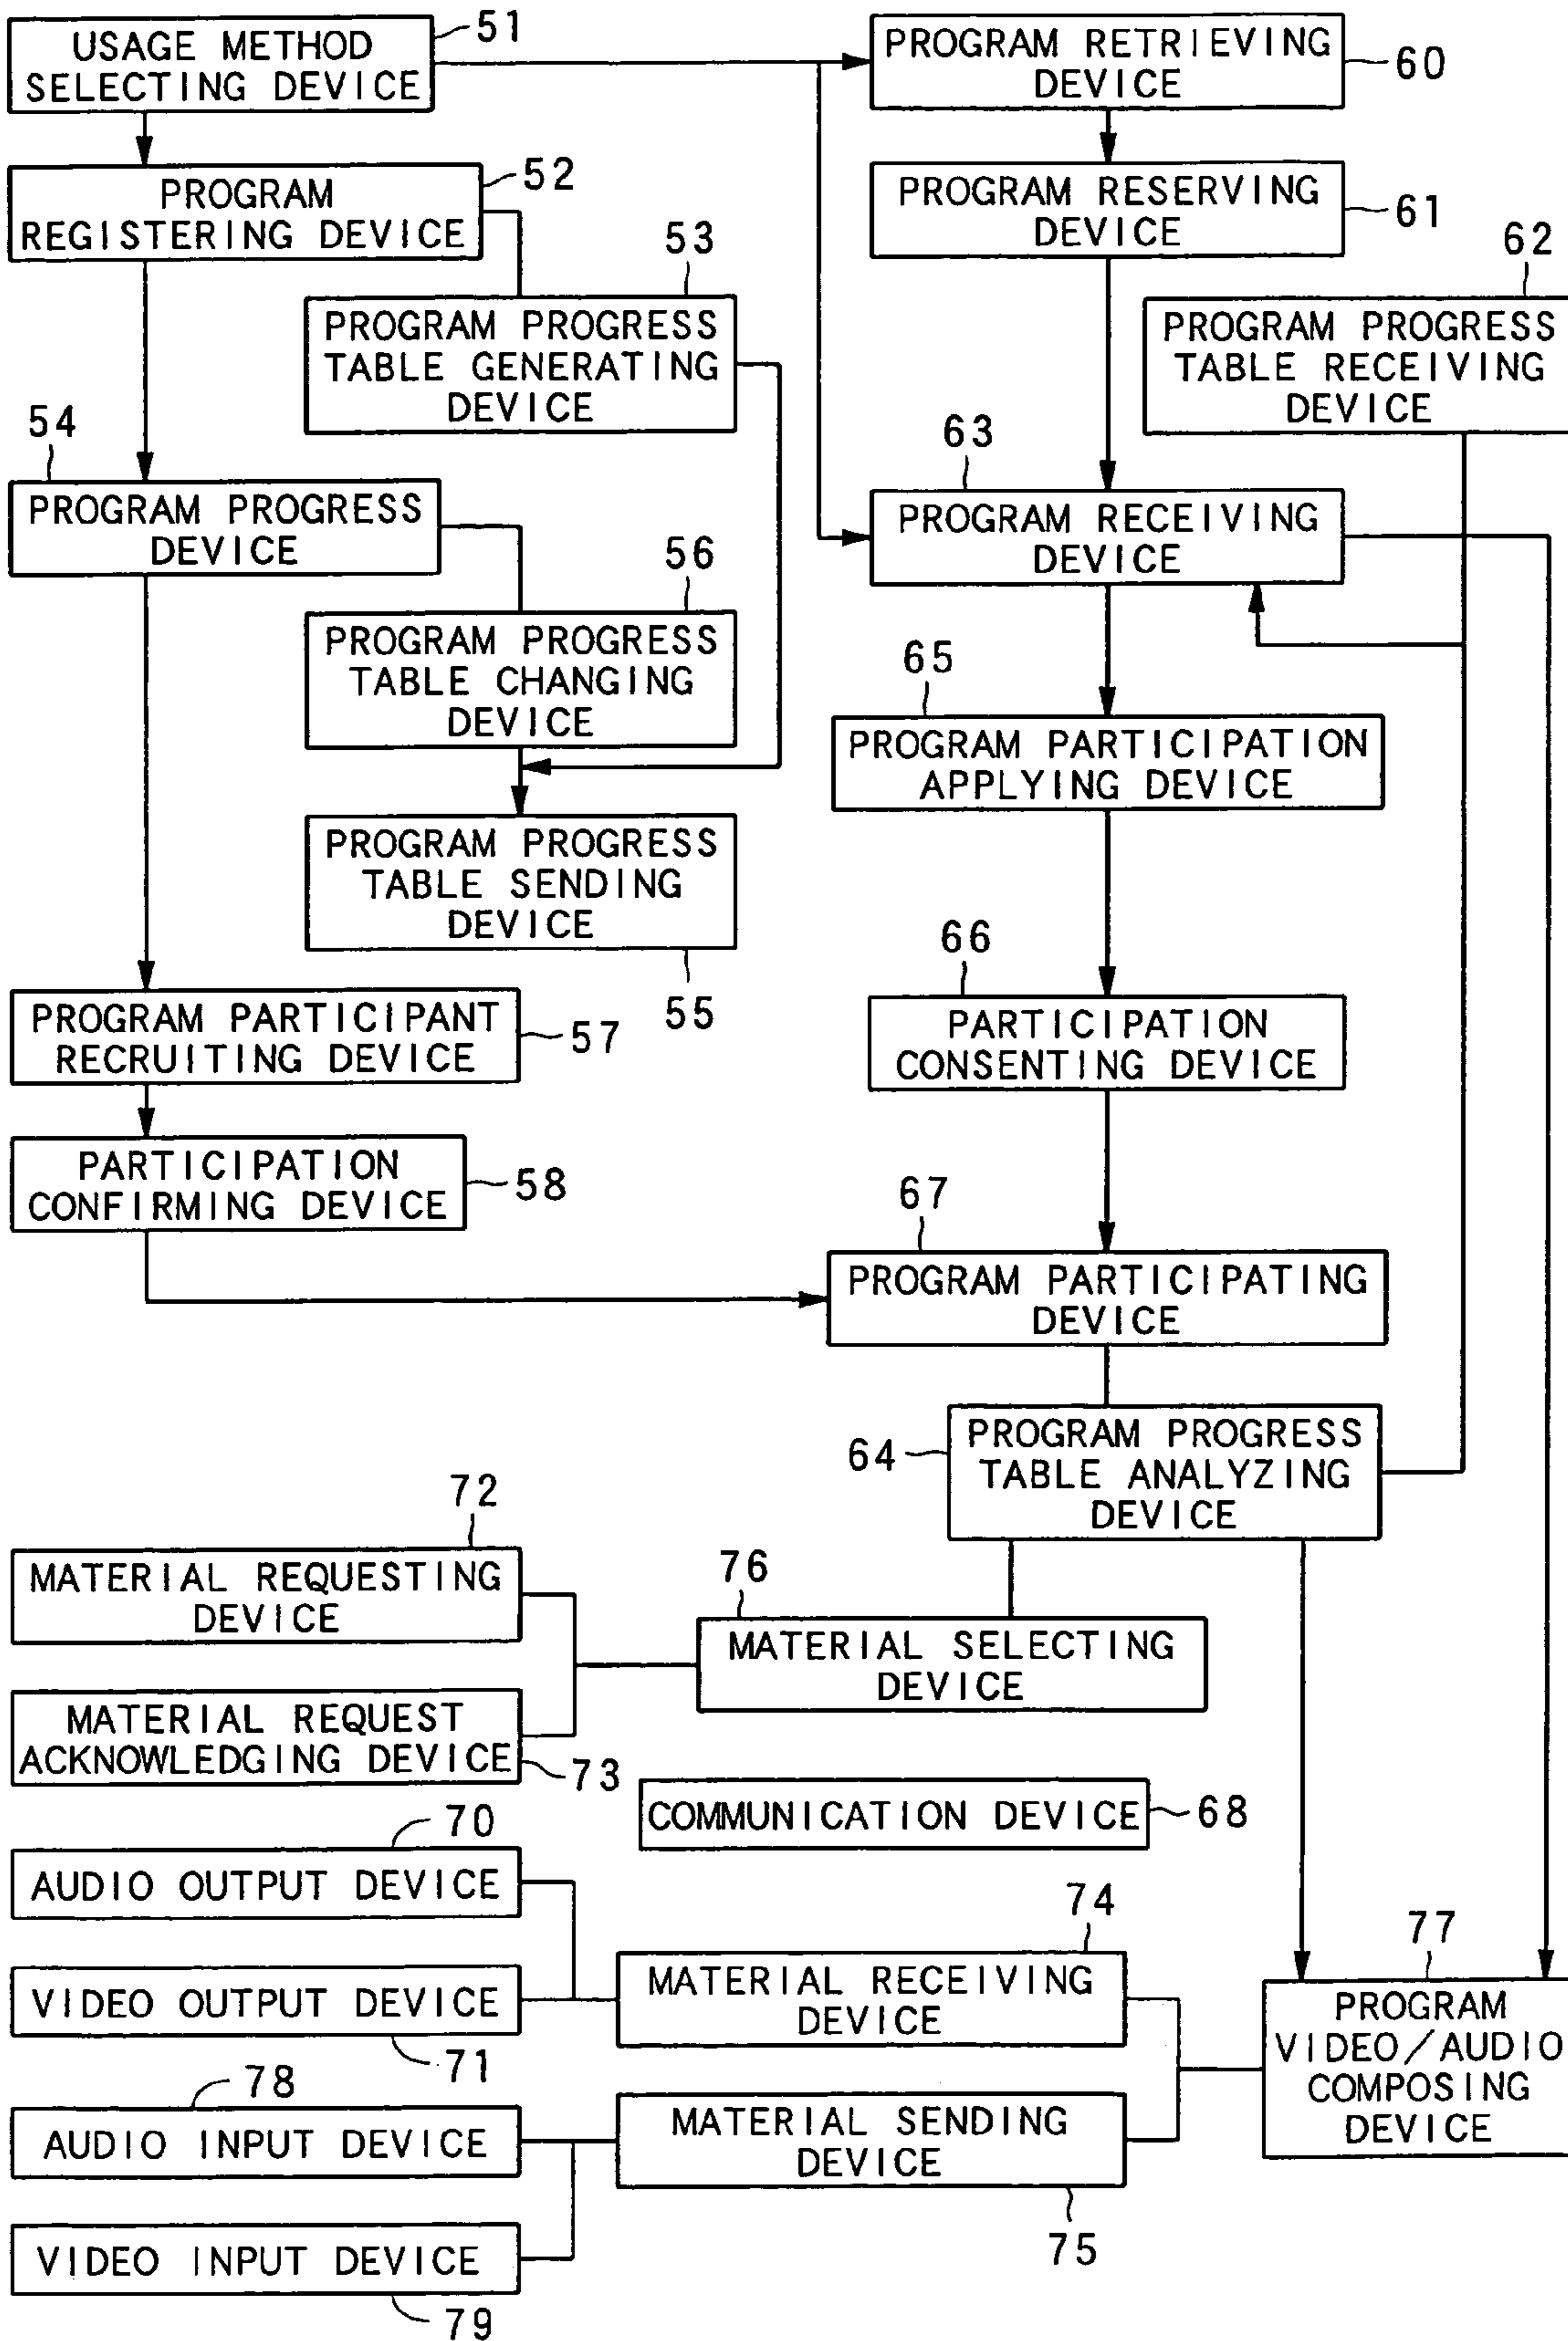 USAGE METHOD
SELECTING DEVICE
51
PROGRAM RETRIEVING
DEVICE
60
PROGRAM
REGISTERING DEVICE
52
PROGRAM RESERVING
DEVICE
61
53
PROGRAM PROGRESS
TABLE GENERATING
DEVICE
62
PROGRAM PROGRESS
TABLE RECEIVING
DEVICE
54
PROGRAM PROGRESS
DEVICE
63
PROGRAM RECEIVING
DEVICE
56
PROGRAM PROGRESS
TABLE CHANGING
DEVICE
65
PROGRAM PARTICIPATION
APPLYING DEVICE
PROGRAM PROGRESS
TABLE SENDING
DEVICE
55
66
PARTICIPATION
CONSENTING DEVICE
PROGRAM PARTICIPANT
RECRUITING DEVICE
57
PARTICIPATION
CONFIRMING DEVICE
58
67
PROGRAM PARTICIPATING
DEVICE
64
PROGRAM PROGRESS
TABLE ANALYZING
DEVICE
72
MATERIAL REQUESTING
DEVICE
76
MATERIAL SELECTING
DEVICE
MATERIAL REQUEST
ACKNOWLEDGING DEVICE
73
COMMUNICATION DEVICE
68
70
AUDIO OUTPUT DEVICE
74
MATERIAL RECEIVING
DEVICE
77
PROGRAM
VIDEO/AUDIO
COMPOSING
DEVICE
VIDEO OUTPUT DEVICE
71
78
AUDIO INPUT DEVICE
MATERIAL SENDING
DEVICE
75
VIDEO INPUT DEVICE
79